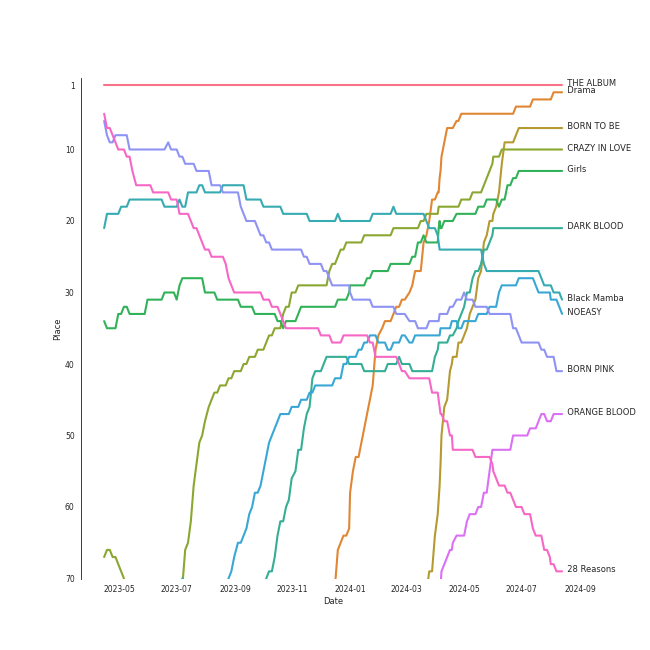 THE ALBUM
Drama
BORN TO BE
CRAZY IN LOVE
Girls
DARK BLOOD
Black Mamba
NOEASY
BORN PINK
ORANGE BLOOD
28 Reasons
1
10
20
30
40
50
60
70
Place
2023-05
2023-07
2023-09
2023-11
2024-01
2024-03
2024-05
2024-07
2024-09
Date